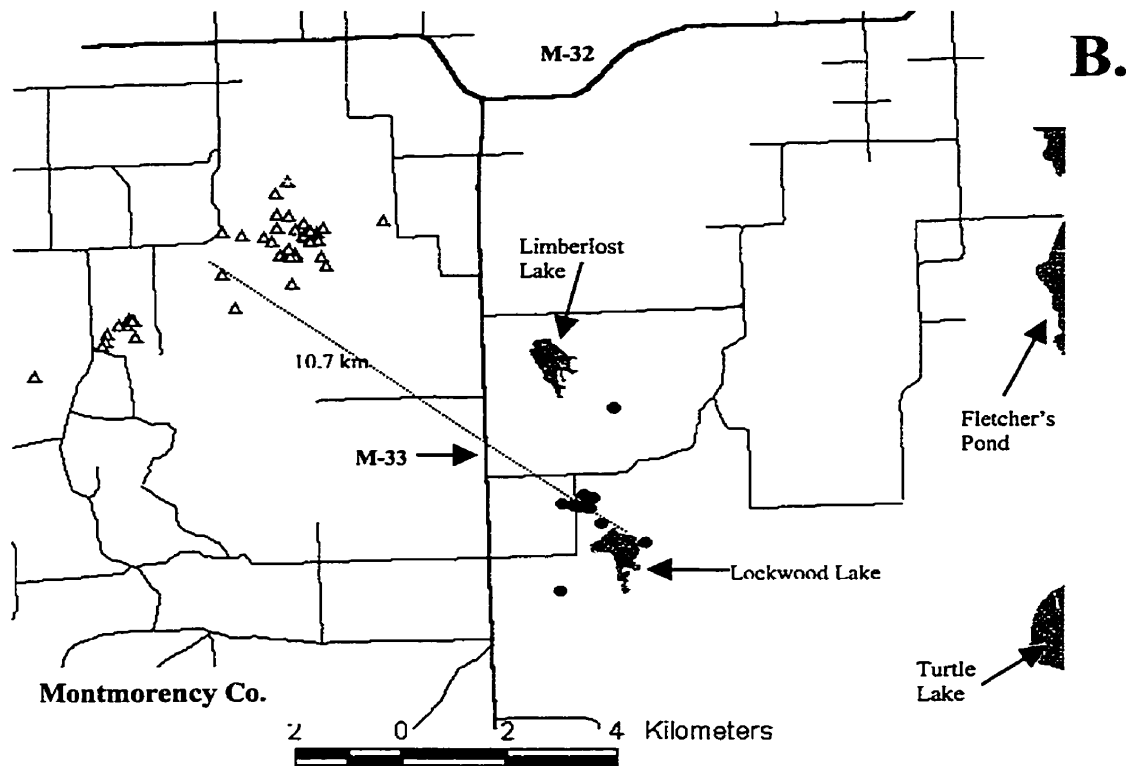 M-32
B.
Limberlost
Lake
10.7 km
Fletcher's
Pond
M-33
Lockwood Lake
Turtle
Lake
Montmorency Co.
2 0 2 4 Kilometers